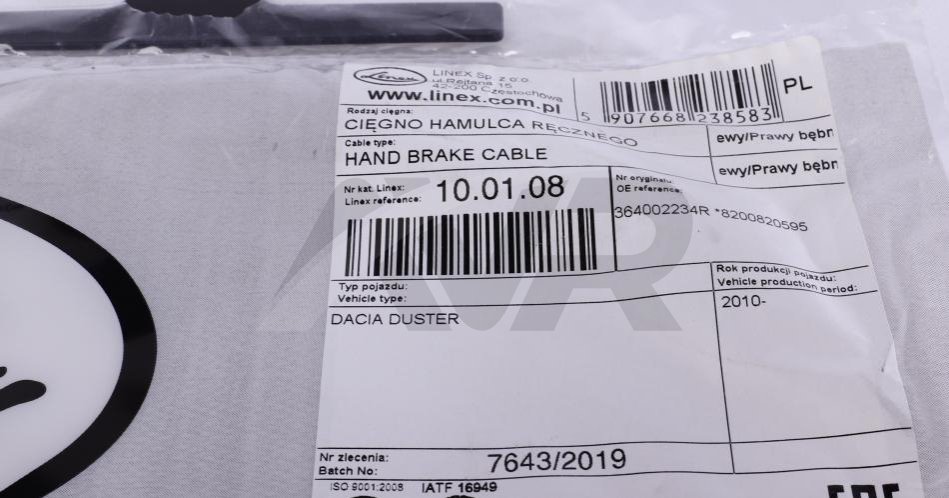 Linex
LINEX Sp. z o.o.
ul.Rejtana 15
42-200 Częstochowa
www.linex.com.pl
5 907668 238583
PL
Rodzaj cięgna:
CIĘGNO HAMULCA RĘCZNEGO
ewy/Prawy bębn
Cable type:
HAND BRAKE CABLE
ewy/Prawy bębn
Nr kat. Linex:
Linex reference:
10.01.08
Nr oryginału
OE reference:
364002234R *8200820595
Typ pojazdu:
Vehicle type:
DACIA DUSTER
Rok produkcji pojazdu:
Vehicle production period:
2010-
Nr zlecenia:
Batch No:
7643/2019
ISO 9001:2008
IATF 16949